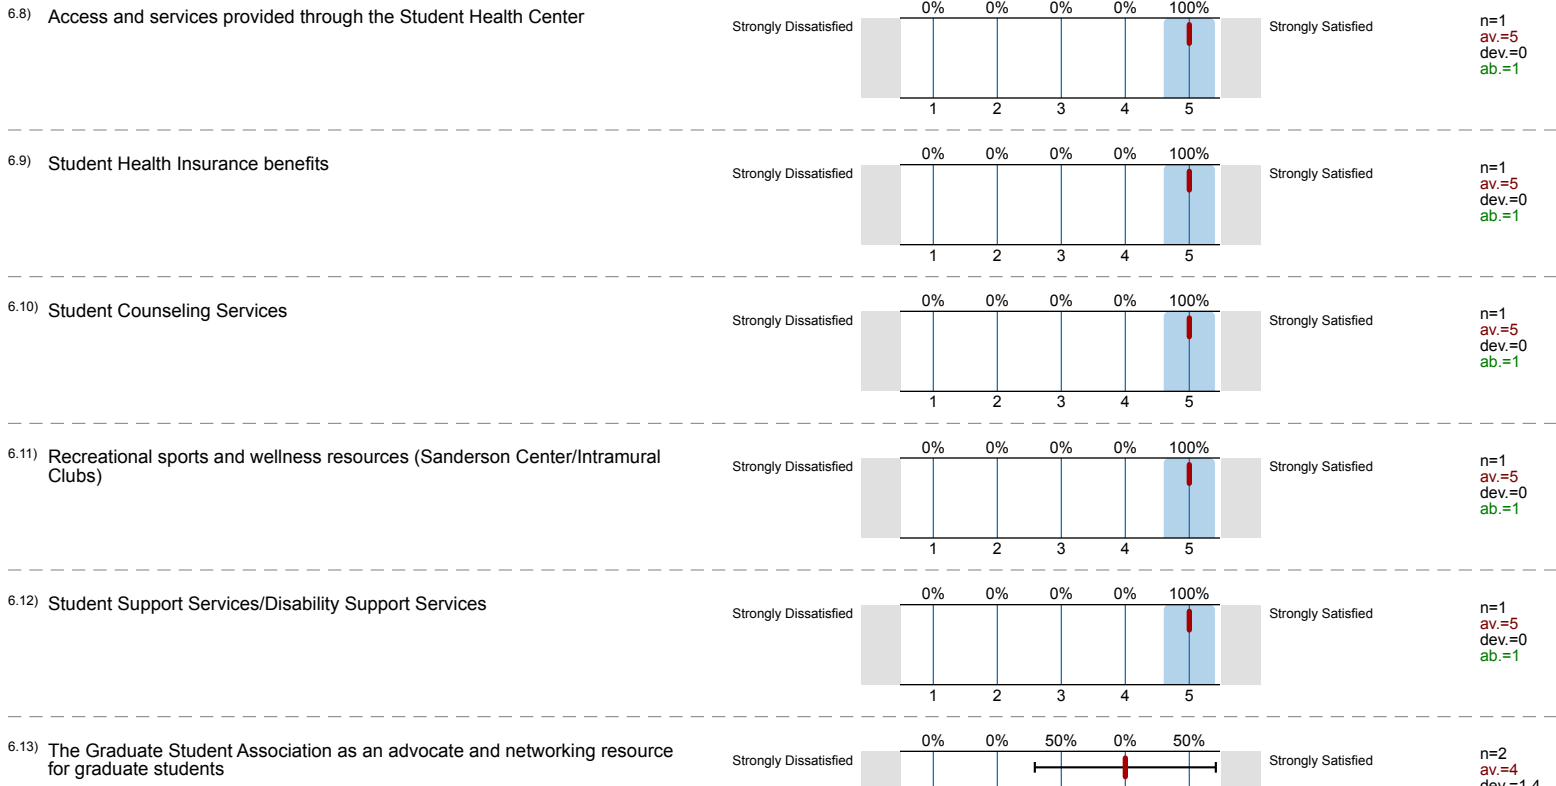 6.8) Access and services provided through the Student Health Center
0% 0% 0% 0% 100%
Strongly Dissatisfied Strongly Satisfied
1 2 3 4 5
n=1
av.=5
dev.=0
ab.=1
6.9) Student Health Insurance benefits
0% 0% 0% 0% 100%
Strongly Dissatisfied Strongly Satisfied
1 2 3 4 5
n=1
av.=5
dev.=0
ab.=1
6.10) Student Counseling Services
0% 0% 0% 0% 100%
Strongly Dissatisfied Strongly Satisfied
1 2 3 4 5
n=1
av.=5
dev.=0
ab.=1
6.11) Recreational sports and wellness resources (Sanderson Center/Intramural
Clubs)
0% 0% 0% 0% 100%
Strongly Dissatisfied Strongly Satisfied
1 2 3 4 5
n=1
av.=5
dev.=0
ab.=1
6.12) Student Support Services/Disability Support Services
0% 0% 0% 0% 100%
Strongly Dissatisfied Strongly Satisfied
1 2 3 4 5
n=1
av.=5
dev.=0
ab.=1
6.13) The Graduate Student Association as an advocate and networking resource
for graduate students
0% 0% 50% 0% 50%
Strongly Dissatisfied Strongly Satisfied
n=2
av.=4
dev.=1.4